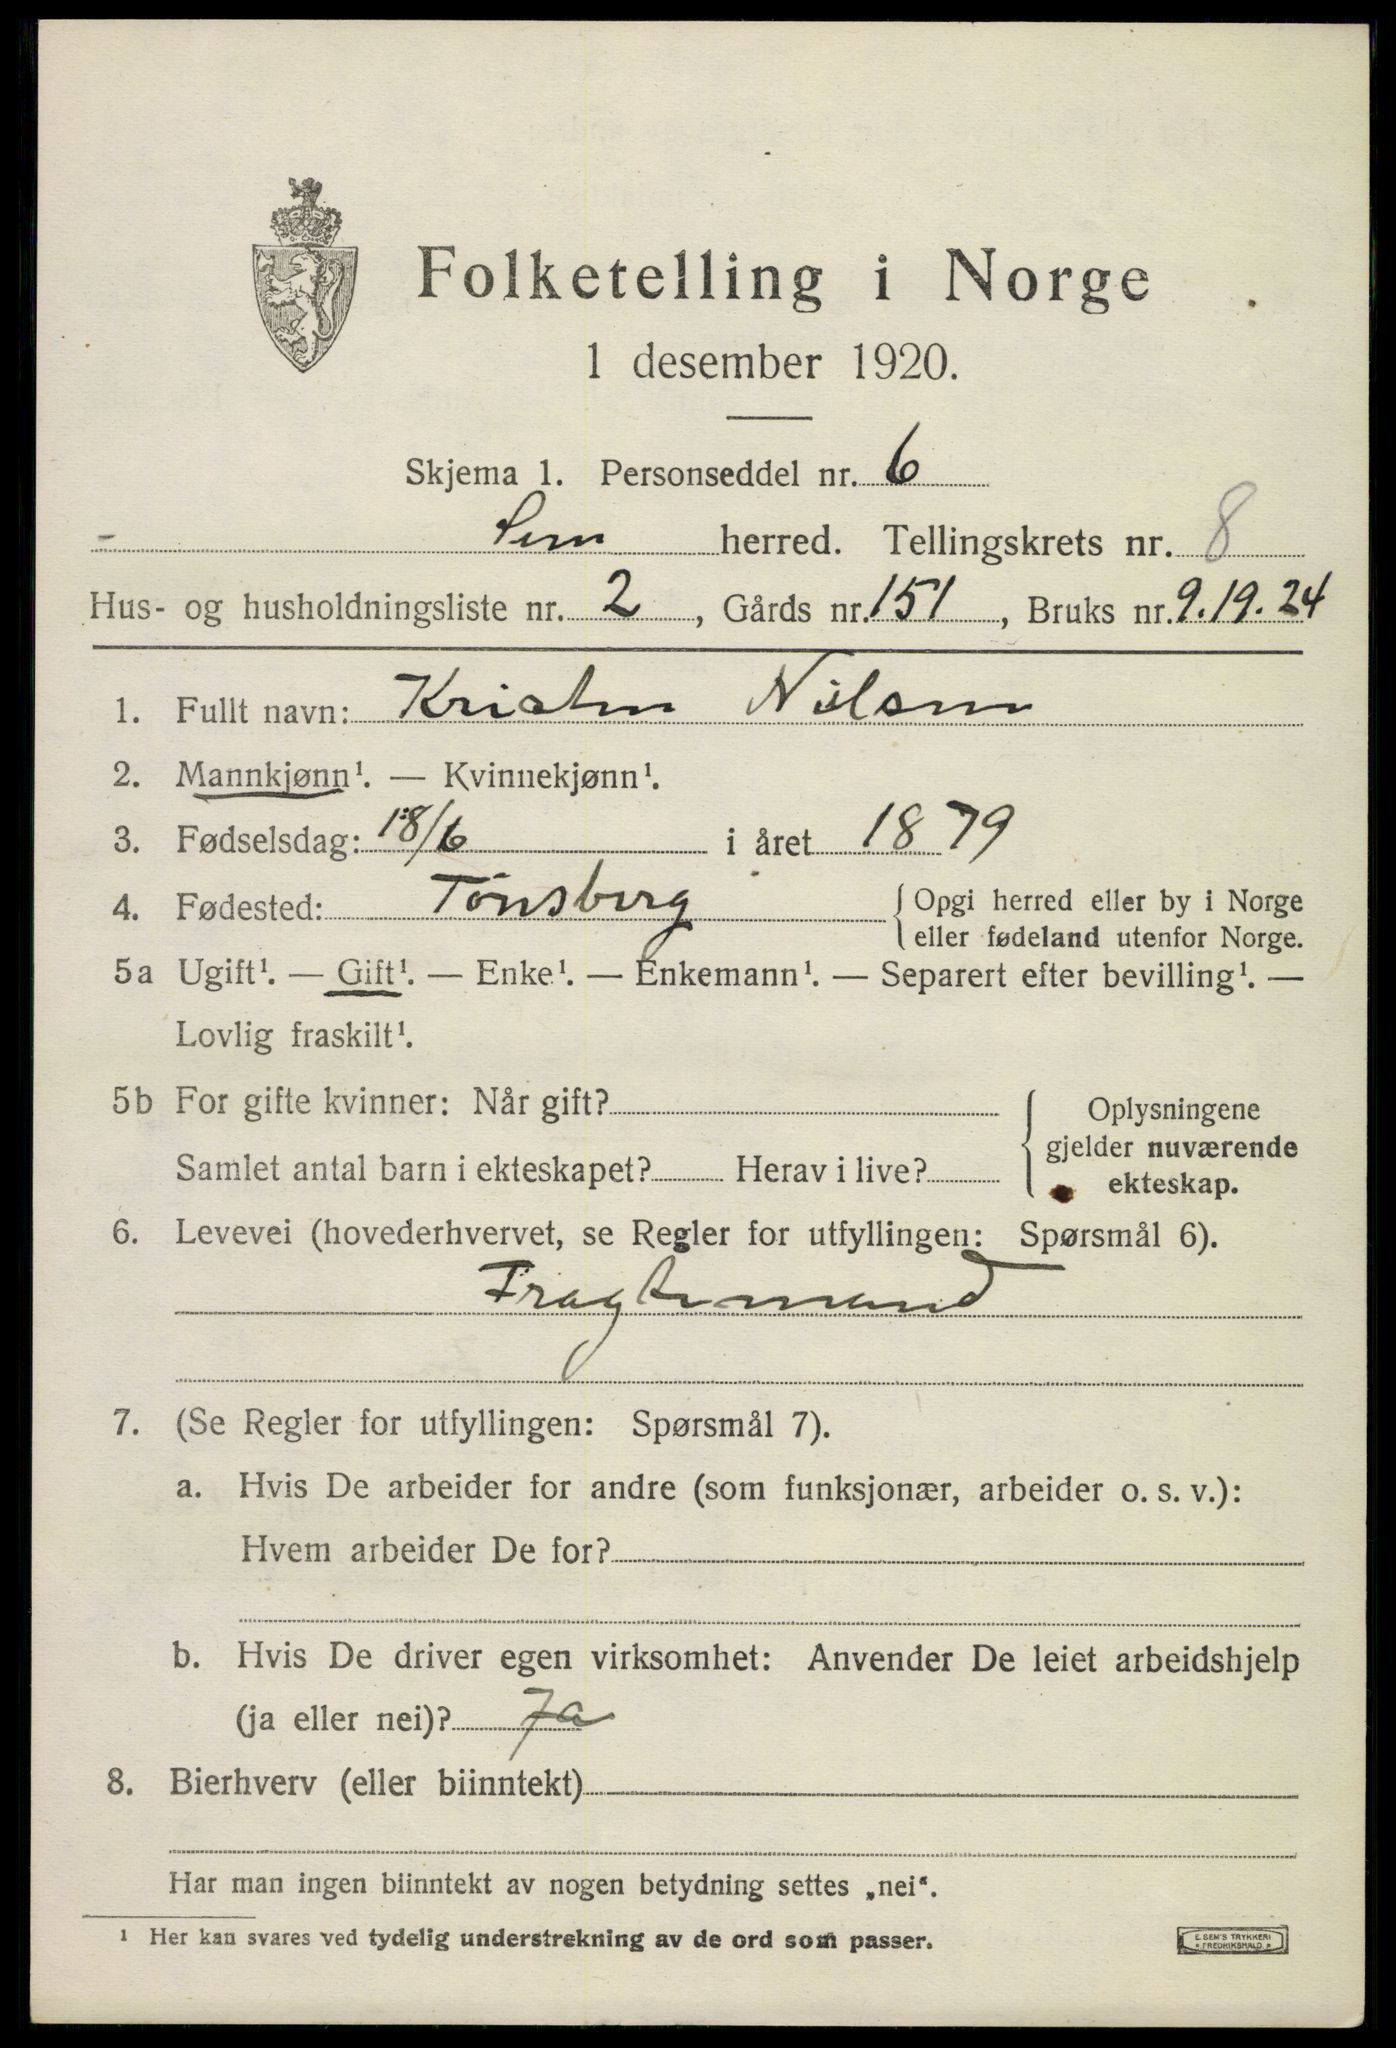 Folketelling i Norge
1 desember 1920.
Skjema 1. Personseddel nr. 6
Sem herred. Tellingskrets nr. 8
Hus- og husholdningsliste nr. 2, Gårds nr. 151, Bruks nr. 9.19.24
1. Fullt navn: Kristen Nilsen
2. Mannkjønn¹. — Kvinnekjønn¹.
3. Fødselsdag: 18/6 i året 1879
4. Fødested: Tønsberg { Opgi herred eller by i Norge
eller fødeland utenfor Norge.
5a Ugift¹. — Gift¹. — Enke¹. — Enkemann¹. — Separert efter bevilling¹. —
Lovlig fraskilt¹.
5b For gifte kvinner: Når gift? { Oplysningene
gjelder nuværende
Samlet antal barn i ekteskapet? Herav i live? ekteskap.
6. Levevei (hovederhvervet, se Regler for utfyllingen: Spørsmål 6).
Fragtemand
7. (Se Regler for utfyllingen: Spørsmål 7).
a. Hvis De arbeider for andre (som funksjonær, arbeider o. s. v.):
Hvem arbeider De for?
b. Hvis De driver egen virksomhet: Anvender De leiet arbeidshjelp
(ja eller nei)? Ja
8. Bierhverv (eller biinntekt)
Har man ingen biinntekt av nogen betydning settes „nei“.
¹ Her kan svares ved tydelig understrekning av de ord som passer.
E. SEM'S TRYKKERI
* FREDRIKSHALD. *